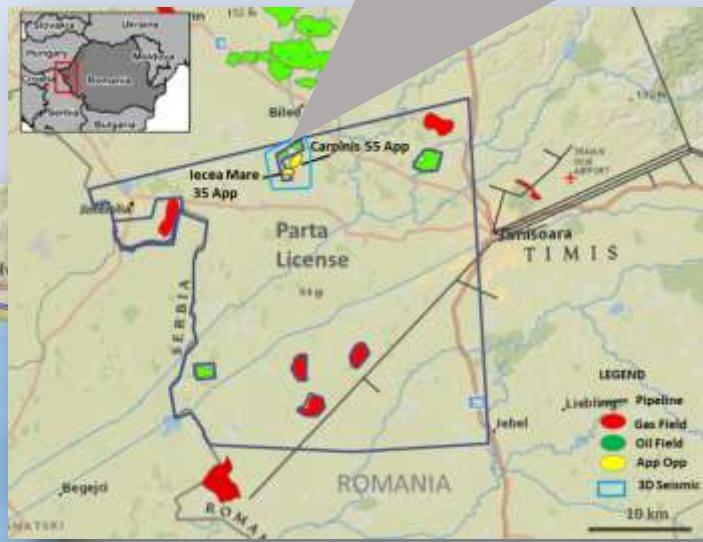 Slovakia
Ukraine
Hungary
Moldova
Croatia
Romania
Serbia
Bulgaria
Biled
Carpinis 55 App
Iecea Mare
35 App
TRAIAN
VUIA
AIRPORT
Jimbolia
Parta
License
Timisoara
TIMIS
SERBIA
LEGEND
Pipeline
Gas Field
Oil Field
App Opp
3D Seismic
Liebling
Jebel
Begejci
ROMANIA
10 km